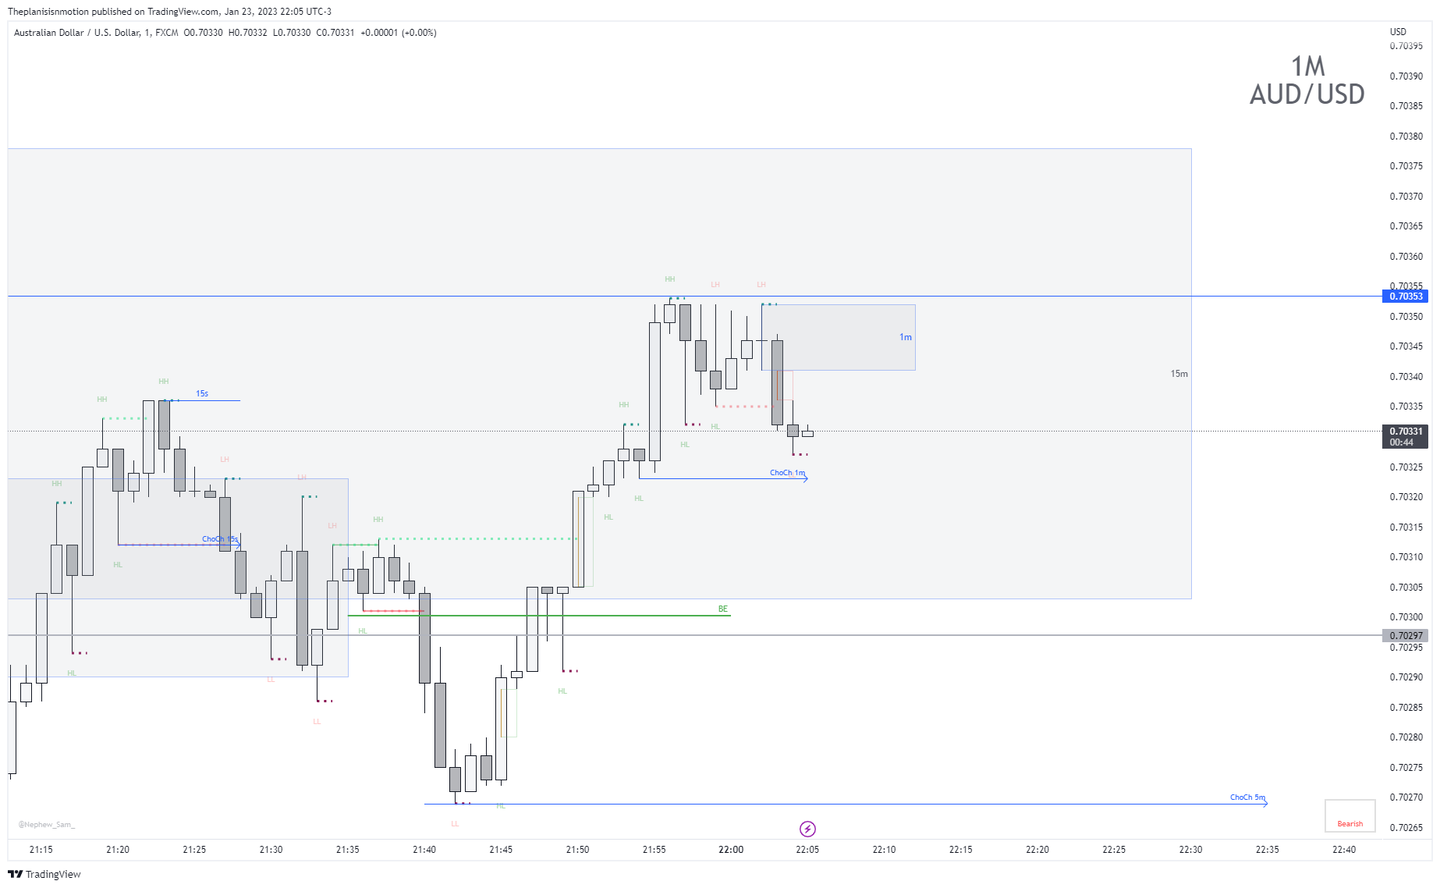 Theplanisisnmotion published on TradingView.com, Jan 23, 2023 22:05 UTC-3
Australian Dollar / U.S. Dollar, 1, FXCM O0.70330 H0.70332 L0.70330 C0.70331 +0.00001 (+0.00%)
USD
0.70395
1M
AUD/USD
0.70390
0.70385
0.70380
0.70375
0.70370
0.70365
0.70360
HH
LH
LH
0.70355
0.70353
0.70350
1m
0.70345
15m
0.70340
HH
15s
HH
0.70335
HH
HL
0.70331
00:44
HL
LH
ChoCh 1m
0.70325
HH
LH
HL
0.70320
HL
HH
LH
0.70315
ChoCh 15s
0.70310
HL
0.70305
BE
0.70300
HL
0.70297
0.70295
HL
LL
0.70290
HL
0.70285
LL
0.70280
0.70275
0.70270
ChoCh 5m
HL
@Nephew_Sam_
LL
Bearish
0.70265
21:15 21:20 21:25 21:30 21:35 21:40 21:45 21:50 21:55 22:00 22:05 22:10 22:15 22:20 22:25 22:30 22:35 22:40
TradingView